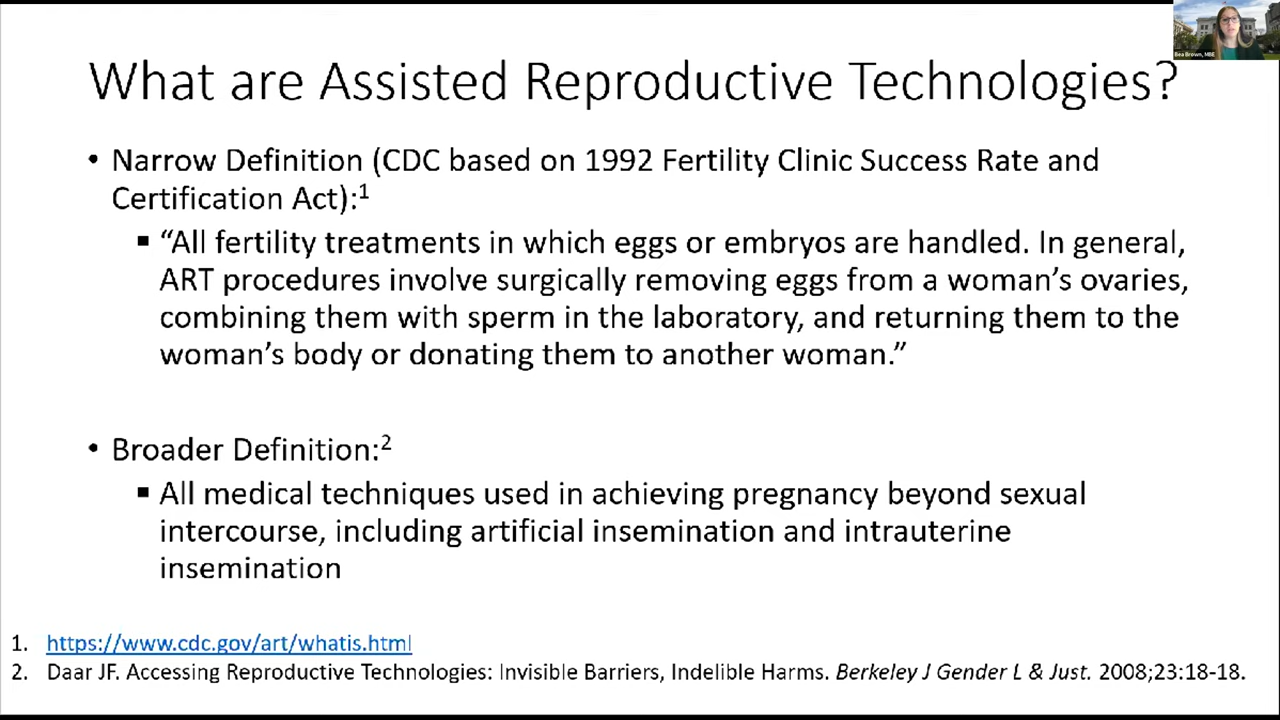 Bea Brown, MBE
What are Assisted Reproductive Technologies?
• Narrow Definition (CDC based on 1992 Fertility Clinic Success Rate and
Certification Act):1
▪ “All fertility treatments in which eggs or embryos are handled. In general,
ART procedures involve surgically removing eggs from a woman’s ovaries,
combining them with sperm in the laboratory, and returning them to the
woman’s body or donating them to another woman.”
• Broader Definition:2
▪ All medical techniques used in achieving pregnancy beyond sexual
intercourse, including artificial insemination and intrauterine
insemination
1. https://www.cdc.gov/art/whatis.html
2. Daar JF. Accessing Reproductive Technologies: Invisible Barriers, Indelible Harms. Berkeley J Gender L & Just. 2008;23:18-18.